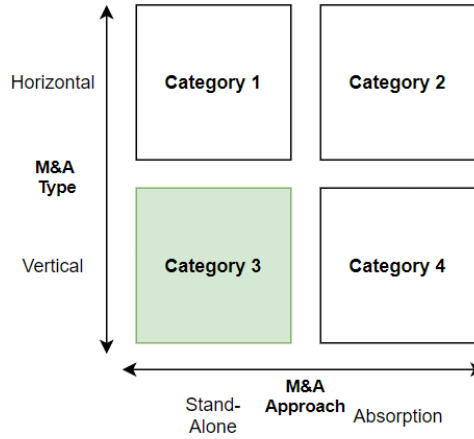 Horizontal
Category 1
Category 2
M&A
Type
Vertical
Category 3
Category 4
M&A
Approach
Stand-
Alone
Absorption